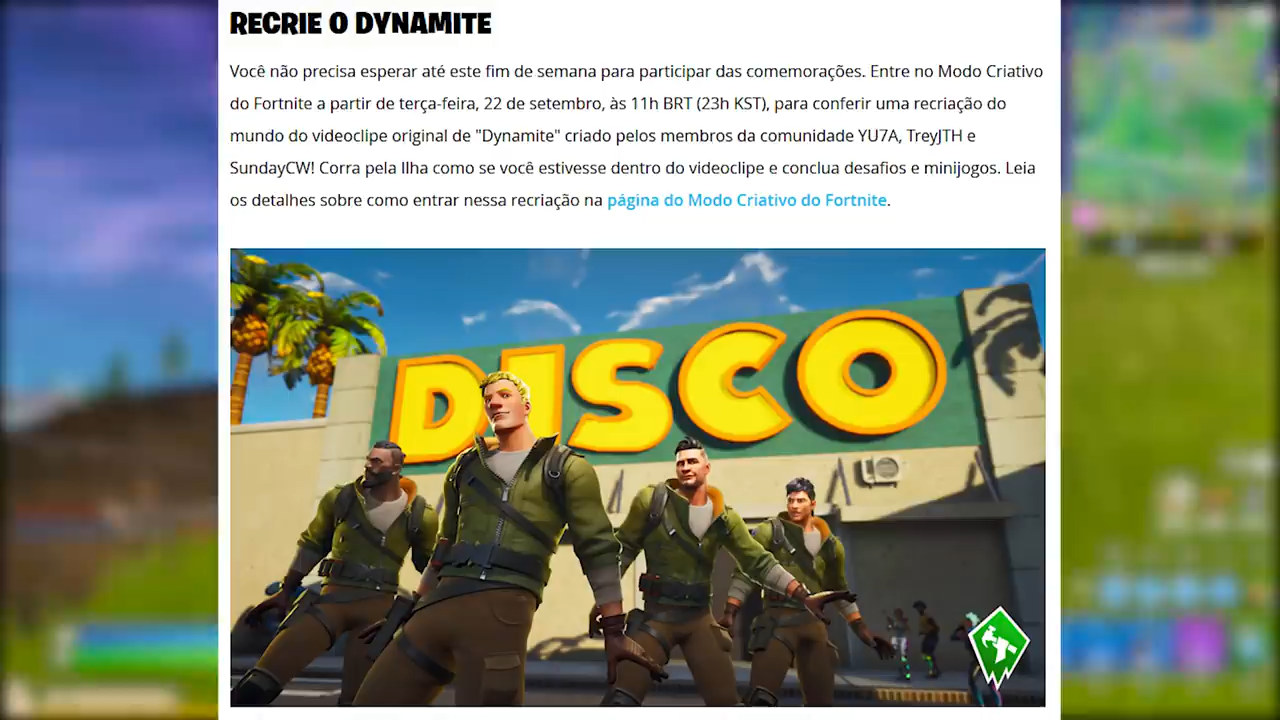 RECRIE O DYNAMITE
Você não precisa esperar até este fim de semana para participar das comemorações. Entre no Modo Criativo
do Fortnite a partir de terça-feira, 22 de setembro, às 11h BRT (23h KST), para conferir uma recriação do
mundo do videoclipe original de "Dynamite" criado pelos membros da comunidade YU7A, TreyJTH e
SundayCW! Corra pela Ilha como se você estivesse dentro do videoclipe e conclua desafios e minijogos. Leia
os detalhes sobre como entrar nessa recriação na página do Modo Criativo do Fortnite.
DISCO